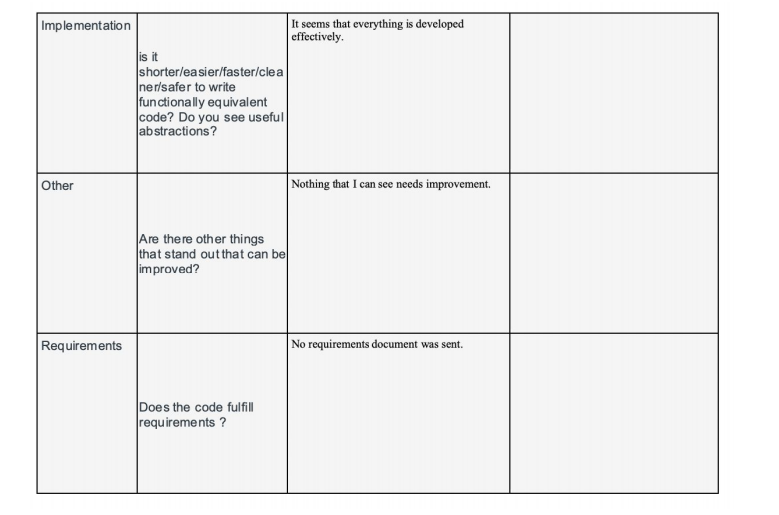 Implementation
is it
shorter/easier/faster/clea
ner/safer to write
functionally equivalent
code? Do you see useful
abstractions?
It seems that everything is developed
effectively.
Other
Are there other things
that stand out that can be
improved?
Nothing that I can see needs improvement.
Requirements
Does the code fulfill
requirements ?
No requirements document was sent.